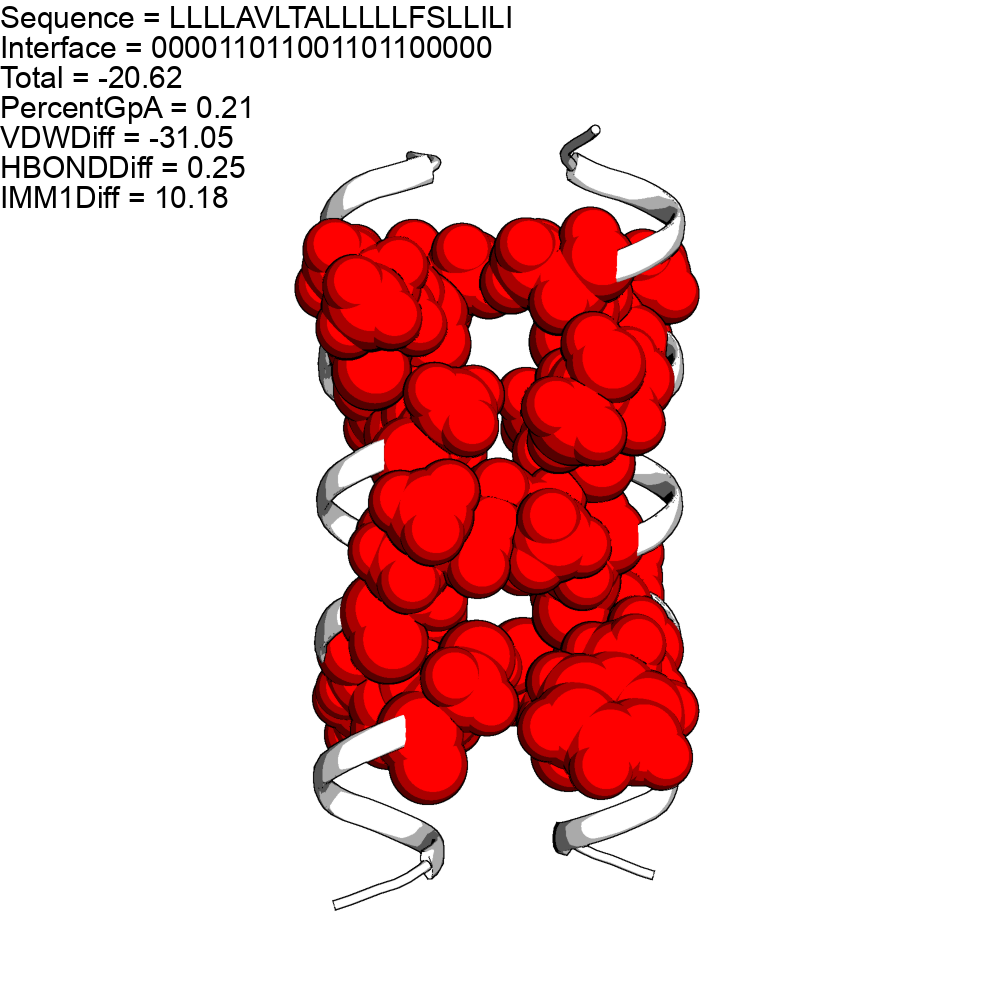 Sequence = LLLLAVLTALLLLLFSLLILI
Interface = 000011011001101100000
Total = -20.62
PercentGpA = 0.21
VDWDiff = -31.05
HBONDDiff = 0.25
IMM1Diff = 10.18